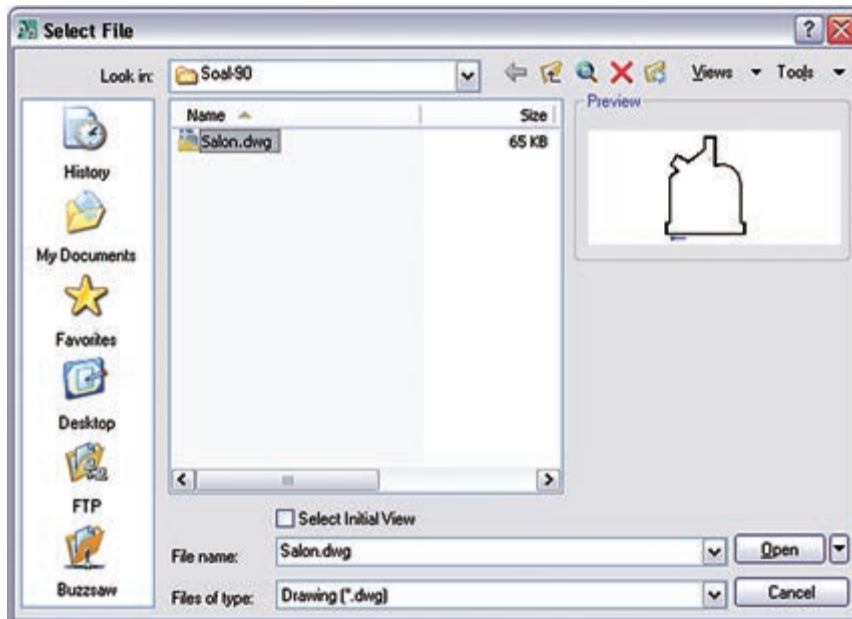 Select File
Look in:
Soal-90
Views
Tools
Name
Size
Preview
Salon.dwg
65 KB
History
My Documents
Favorites
Desktop
FTP
Buzzsaw
Select Initial View
File name:
Salon.dwg
Open
Files of type:
Drawing (*.dwg)
Cancel